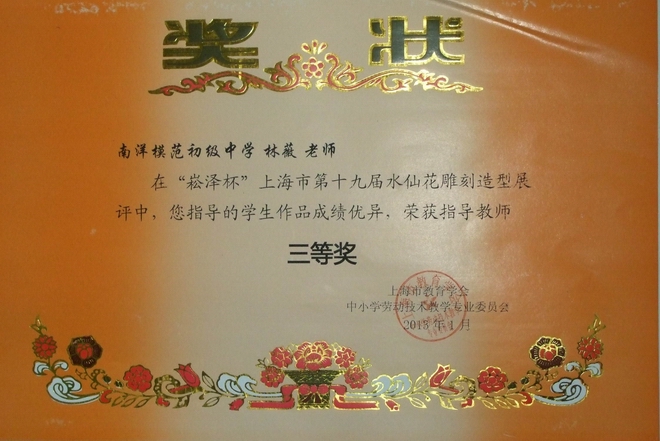 奖 状
南洋模范初级中学 林薇 老师
在“崧泽杯”上海市第十九届水仙花雕刻造型展
评中，您指导的学生作品成绩优异，荣获指导教师
三等奖
上海市教育学会
中小学劳动技术教学专业委员会
2013 年 1 月